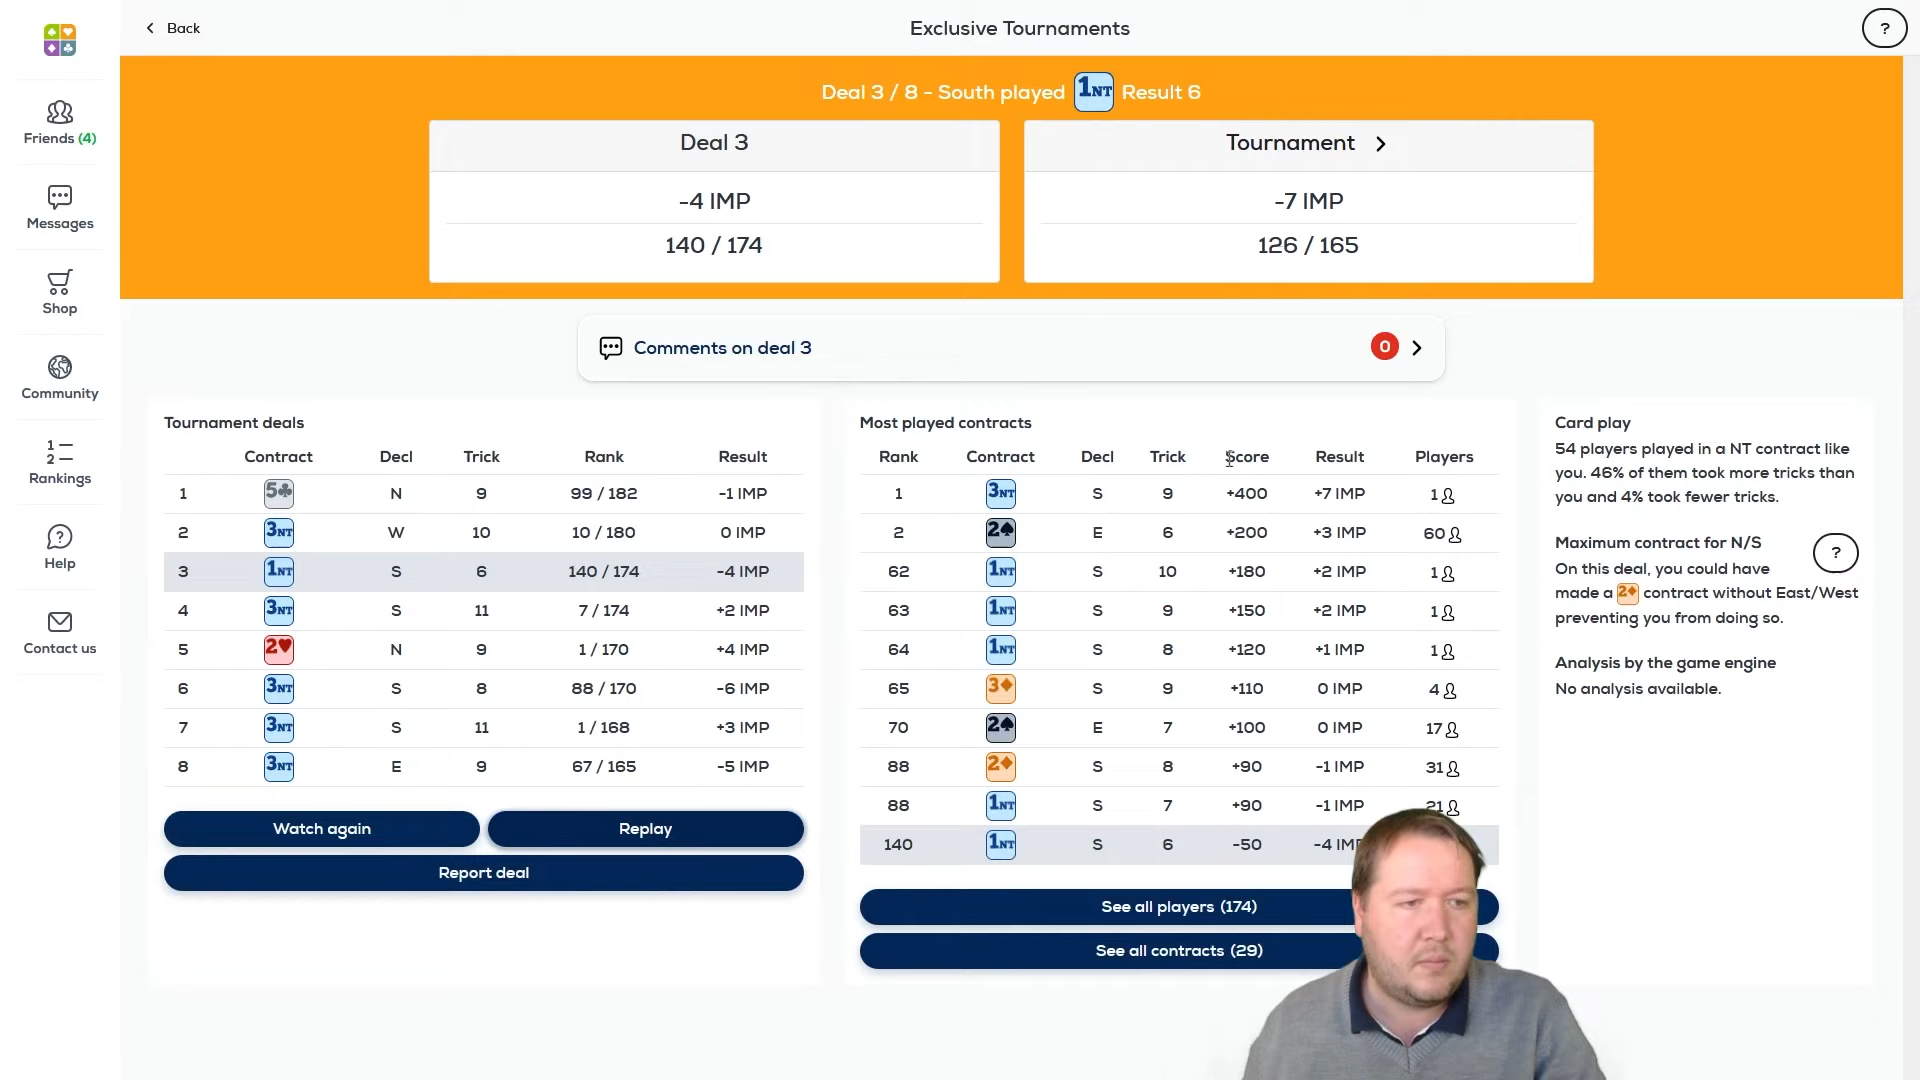 Back
Exclusive Tournaments
?
Friends (4)
Messages
Shop
Community
Rankings
Help
Contact us
Deal 3 / 8 - South played 1NT Result 6
Deal 3
-4 IMP
140 / 174
Tournament
-7 IMP
126 / 165
Comments on deal 3 0
Tournament deals
Contract Decl Trick Rank Result
1 5♣ N 9 99 / 182 -1 IMP
2 3NT W 10 10 / 180 0 IMP
3 1NT S 6 140 / 174 -4 IMP
4 3NT S 11 7 / 174 +2 IMP
5 2♥ N 9 1 / 170 +4 IMP
6 3NT S 8 88 / 170 -6 IMP
7 3NT S 11 1 / 168 +3 IMP
8 3NT E 9 67 / 165 -5 IMP
Watch again
Replay
Report deal
Most played contracts
Rank Contract Decl Trick Score Result Players
1 3NT S 9 +400 +7 IMP 1
2 2♠ E 6 +200 +3 IMP 60
62 1NT S 10 +180 +2 IMP 1
63 1NT S 9 +150 +2 IMP 1
64 1NT S 8 +120 +1 IMP 1
65 3♦ S 9 +110 0 IMP 4
70 2♠ E 7 +100 0 IMP 17
88 2♦ S 8 +90 -1 IMP 31
88 1NT S 7 +90 -1 IMP 21
140 1NT S 6 -50 -4 IMP
See all players (174)
See all contracts (29)
Card play
54 players played in a NT contract like
you. 46% of them took more tricks than
you and 4% took fewer tricks.
Maximum contract for N/S
?
On this deal, you could have
made a 2♦ contract without East/West
preventing you from doing so.
Analysis by the game engine
No analysis available.